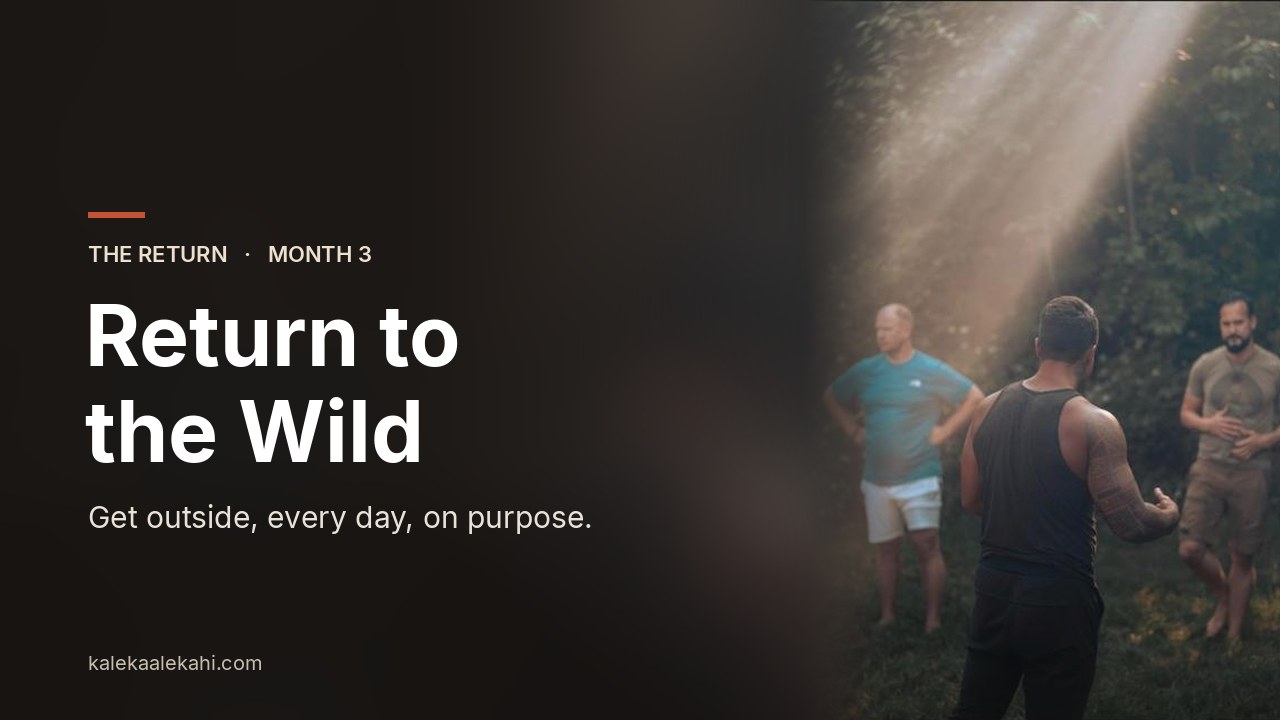 THE RETURN · MONTH 3
Return to
the Wild
Get outside, every day, on purpose.
kalekaalekahi.com